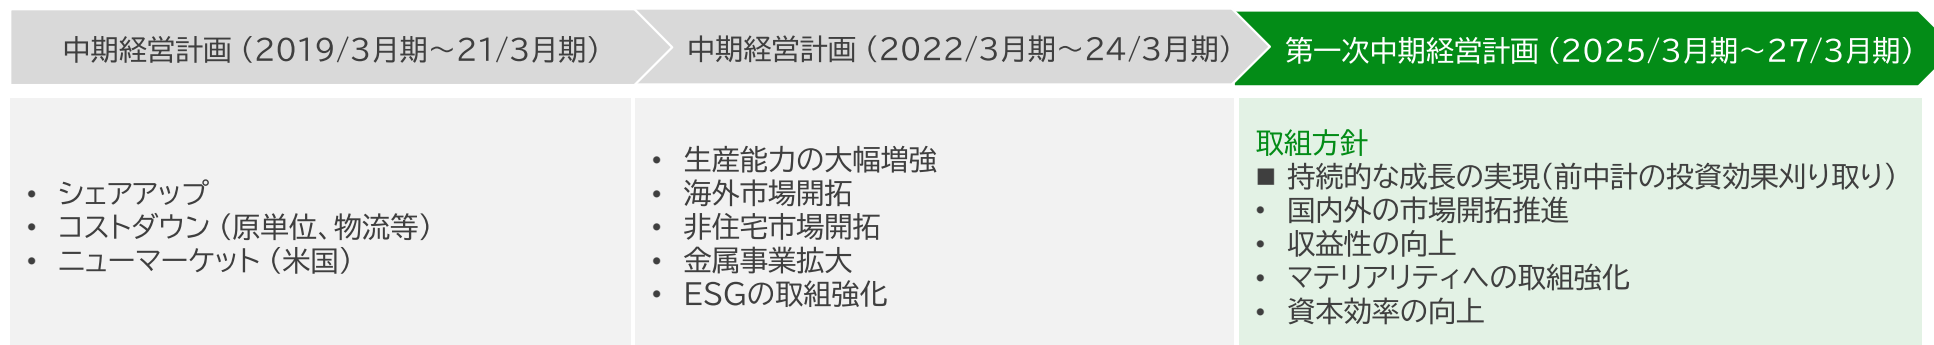 中期経営計画（2019/3月期～21/3月期）
• シェアアップ
• コストダウン（原単位、物流等）
• ニューマーケット（米国）
中期経営計画（2022/3月期～24/3月期）
• 生産能力の大幅増強
• 海外市場開拓
• 非住宅市場開拓
• 金属事業拡大
• ESGの取組強化
第一次中期経営計画（2025/3月期～27/3月期）
取組方針
■ 持続的な成長の実現（前中計の投資効果刈り取り）
• 国内外の市場開拓推進
• 収益性の向上
• マテリアリティへの取組強化
• 資本効率の向上